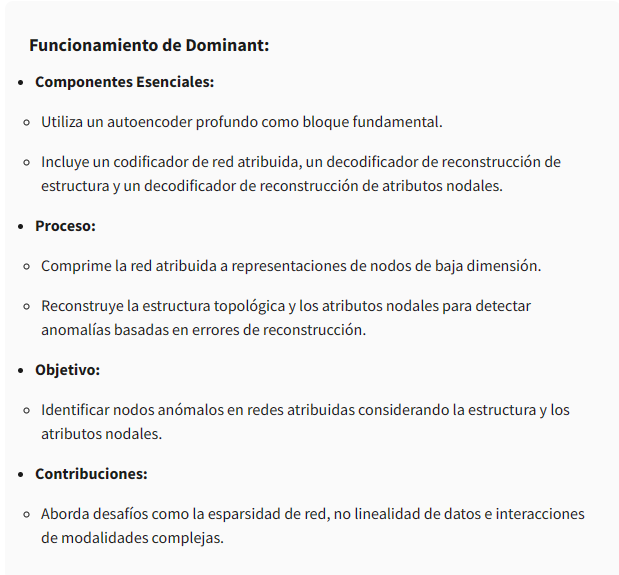 Funcionamiento de Dominant:
• Componentes Esenciales:
◦ Utiliza un autoencoder profundo como bloque fundamental.
◦ Incluye un codificador de red atribuida, un decodificador de reconstrucción de
estructura y un decodificador de reconstrucción de atributos nodales.
• Proceso:
◦ Comprime la red atribuida a representaciones de nodos de baja dimensión.
◦ Reconstruye la estructura topológica y los atributos nodales para detectar
anomalías basadas en errores de reconstrucción.
• Objetivo:
◦ Identificar nodos anómalos en redes atribuidas considerando la estructura y los
atributos nodales.
• Contribuciones:
◦ Aborda desafíos como la esparsidad de red, no linealidad de datos e interacciones
de modalidades complejas.